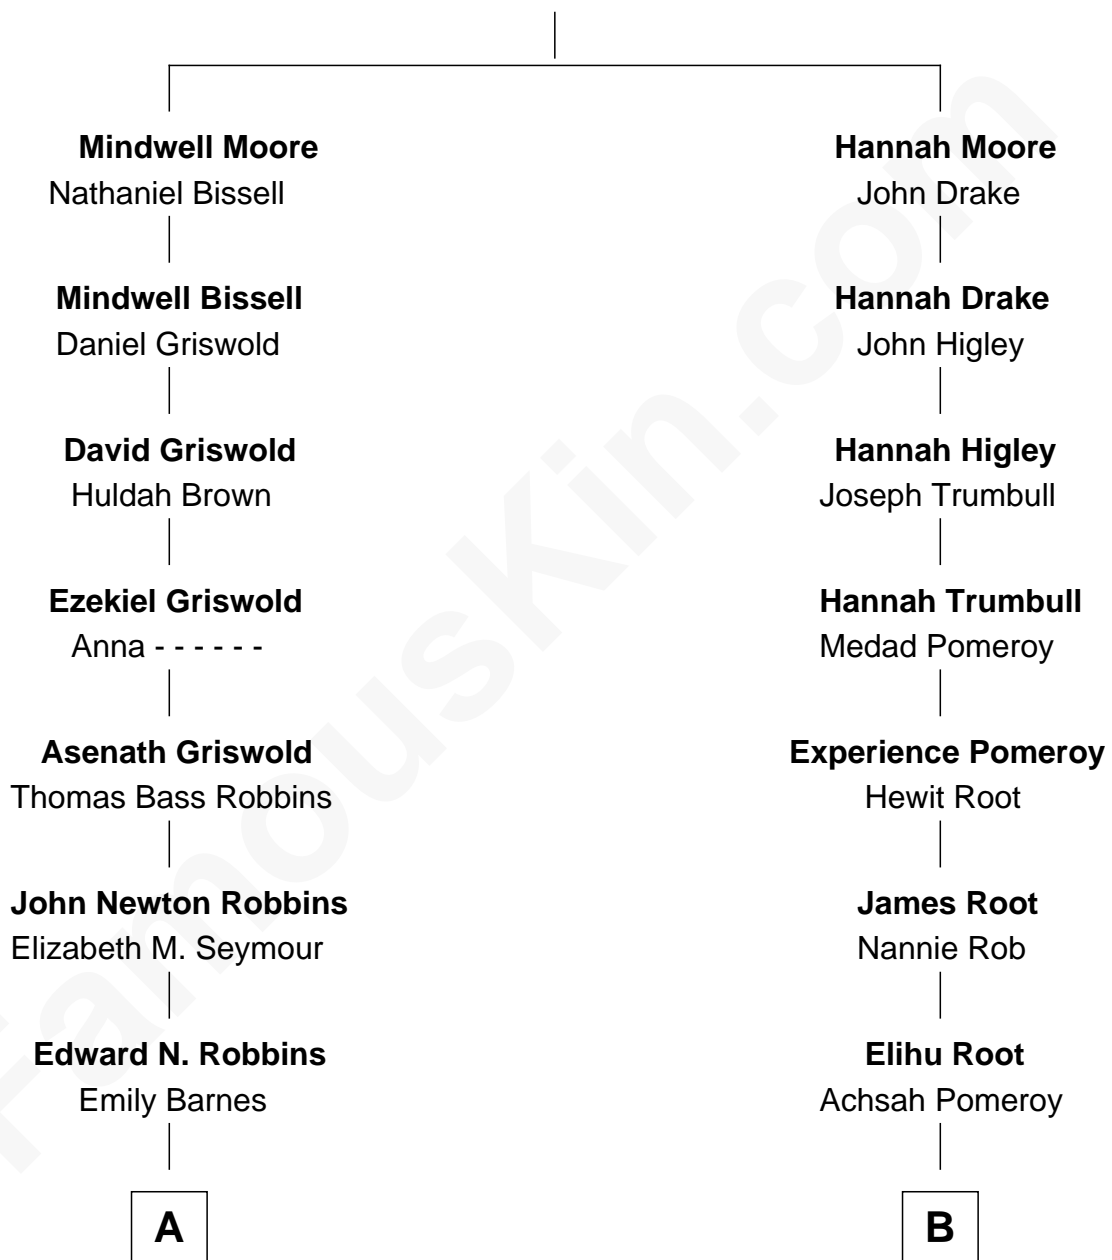 Mindwell Moore
Nathaniel Bissell
Mindwell Bissell
Daniel Griswold
David Griswold
Huldah Brown
Ezekiel Griswold
Anna - - - - - -
Asenath Griswold
Thomas Bass Robbins
John Newton Robbins
Elizabeth M. Seymour
Edward N. Robbins
Emily Barnes
A
Hannah Moore
John Drake
Hannah Drake
John Higley
Hannah Higley
Joseph Trumbull
Hannah Trumbull
Medad Pomeroy
Experience Pomeroy
Hewit Root
James Root
Nannie Rob
Elihu Root
Achsah Pomeroy
B
FamousKin.com